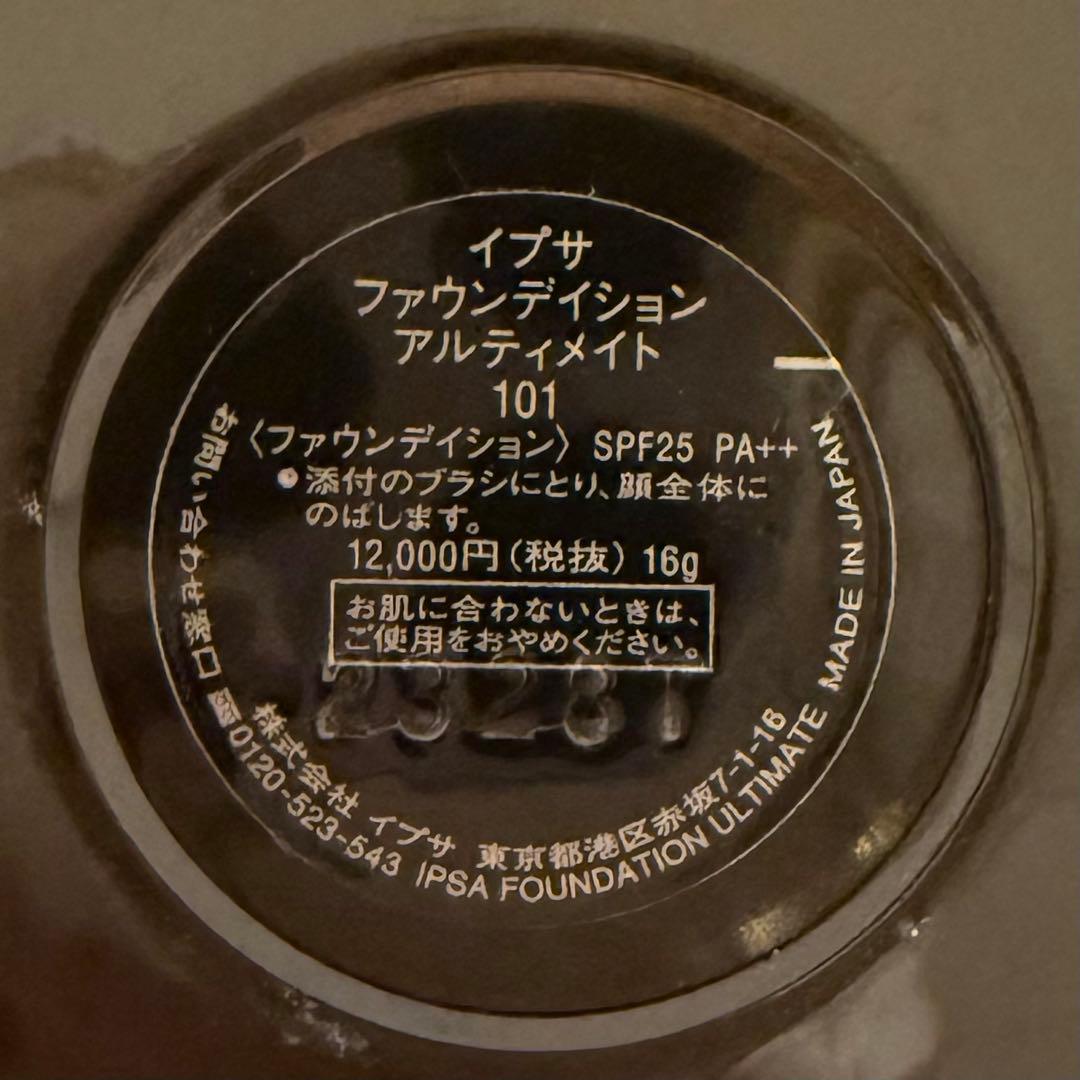 イプサ
ファウンデイション
アルティメイト
101
〈ファウンデイション〉 SPF25 PA++
●添付のブラシにとり、顔全体に
のばします。
12,000円(税抜) 16g
お肌に合わないときは、
ご使用をおやめください。
株式会社 イプサ 東京都港区赤坂7-1-16
お問い合わせ窓口 0120-523-543 IPSA FOUNDATION ULTIMATE MADE IN JAPAN